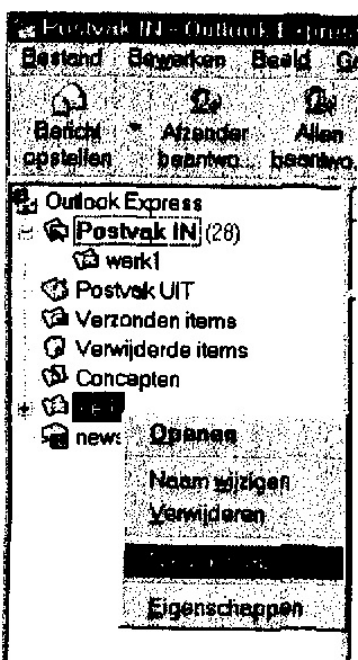 Postvak IN - Outlook Express
Bestand Bewerken Beeld
Bericht opstellen
Afzender beantwo...
Allen beantwo...
Outlook Express
Postvak IN (28)
werk1
Postvak UIT
Verzonden items
Verwijderde items
Concepten
news
Openen
Naam wijzigen
Verwijderen
Eigenschappen